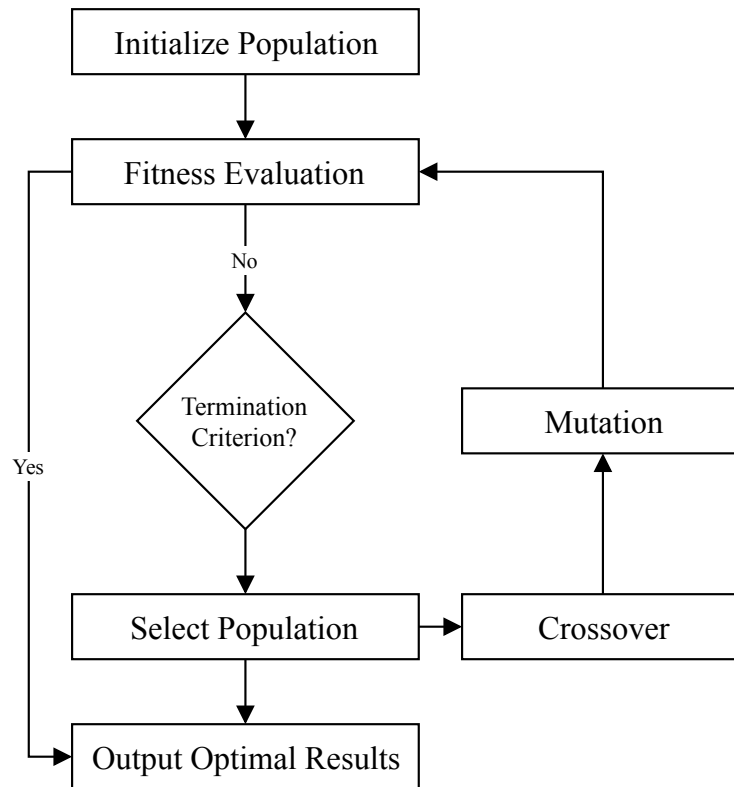 Initialize Population
Fitness Evaluation
No
Termination
Criterion?
Mutation
Yes
Select Population
Crossover
Output Optimal Results